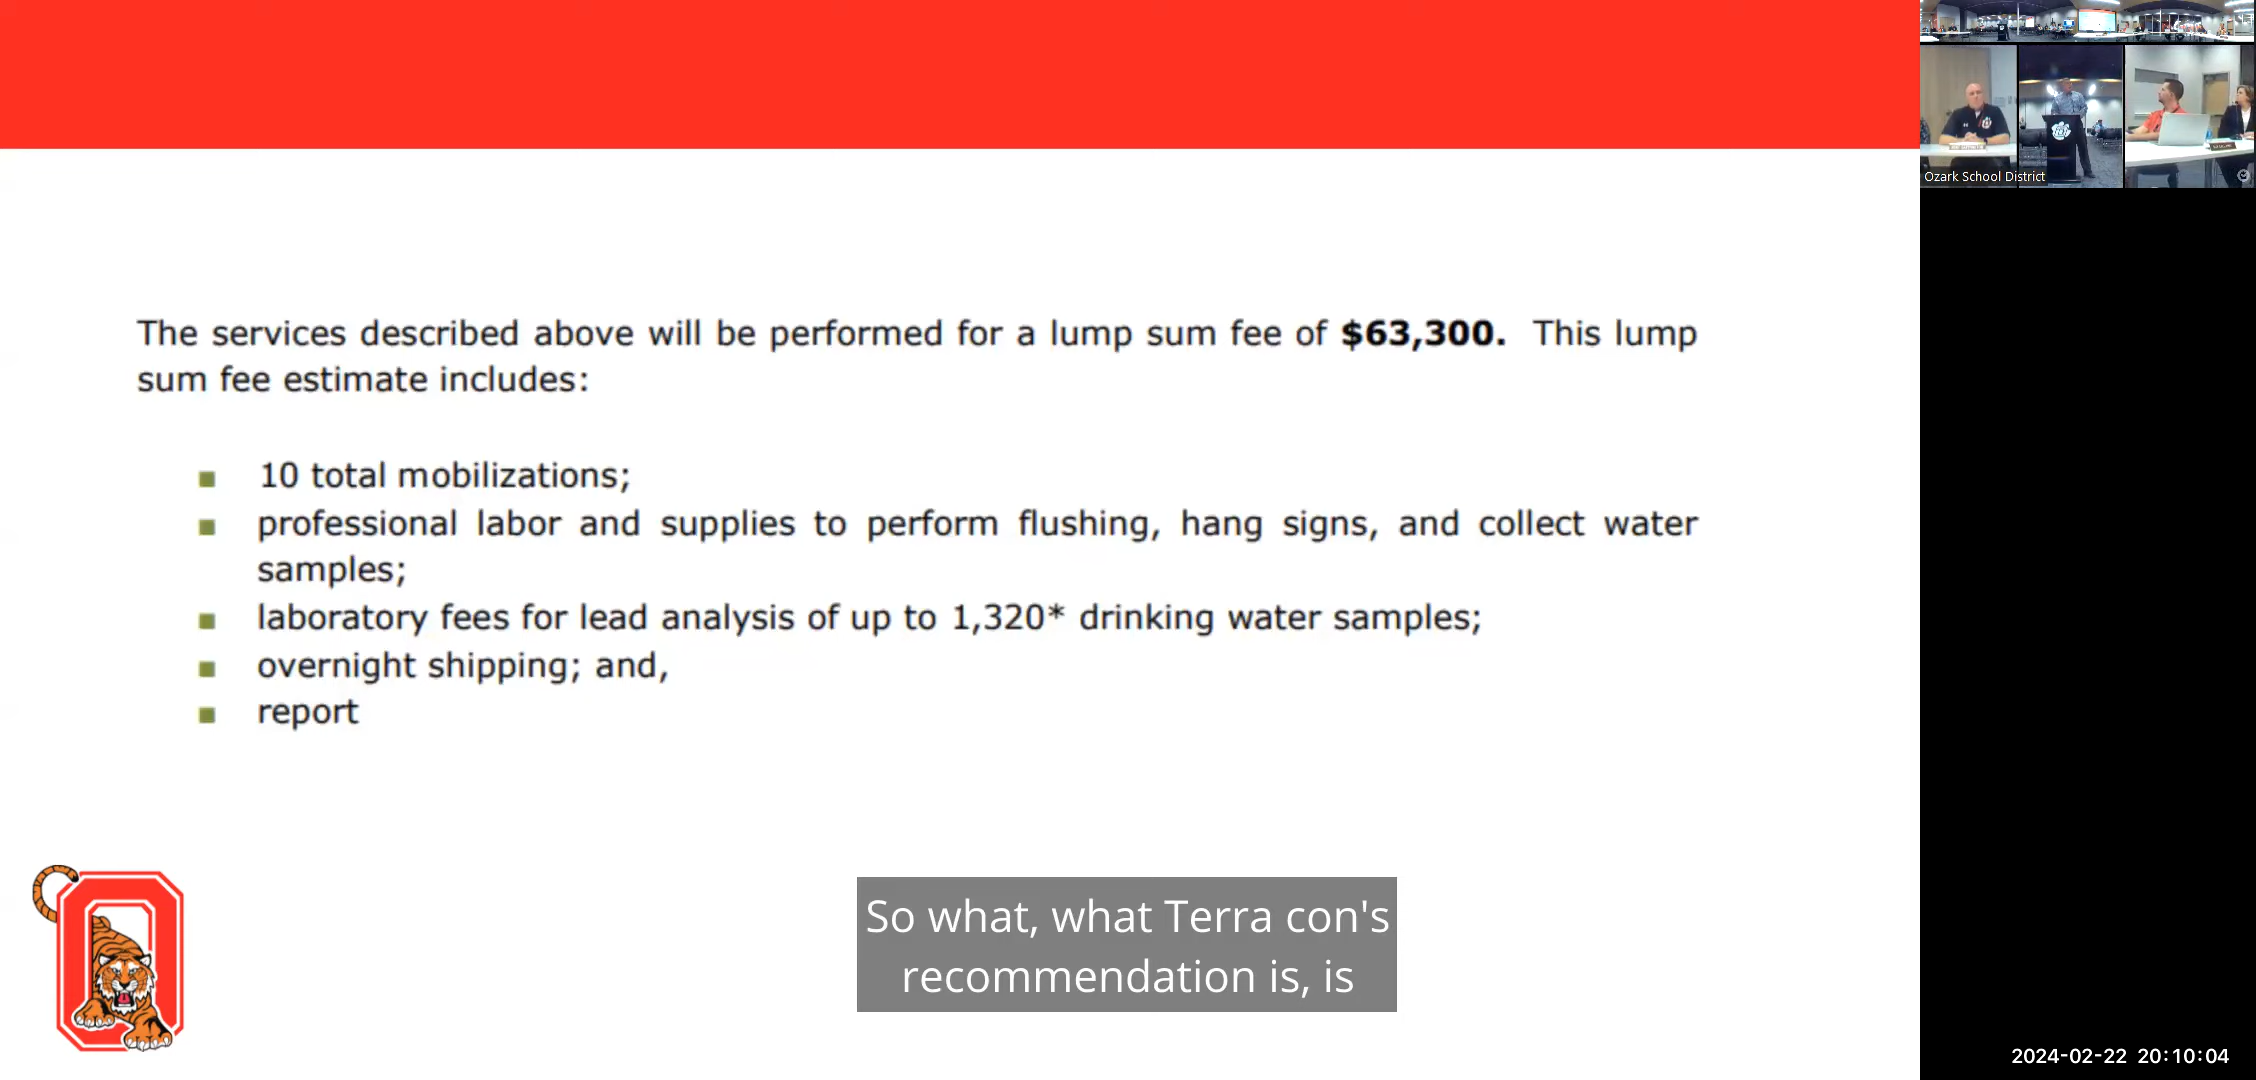 The services described above will be performed for a lump sum fee of $63,300. This lump
sum fee estimate includes:
10 total mobilizations;
professional labor and supplies to perform flushing, hang signs, and collect water
samples;
laboratory fees for lead analysis of up to 1,320* drinking water samples;
overnight shipping; and,
report
So what, what Terra con's
recommendation is, is
Ozark School District
2024-02-22 20:10:04